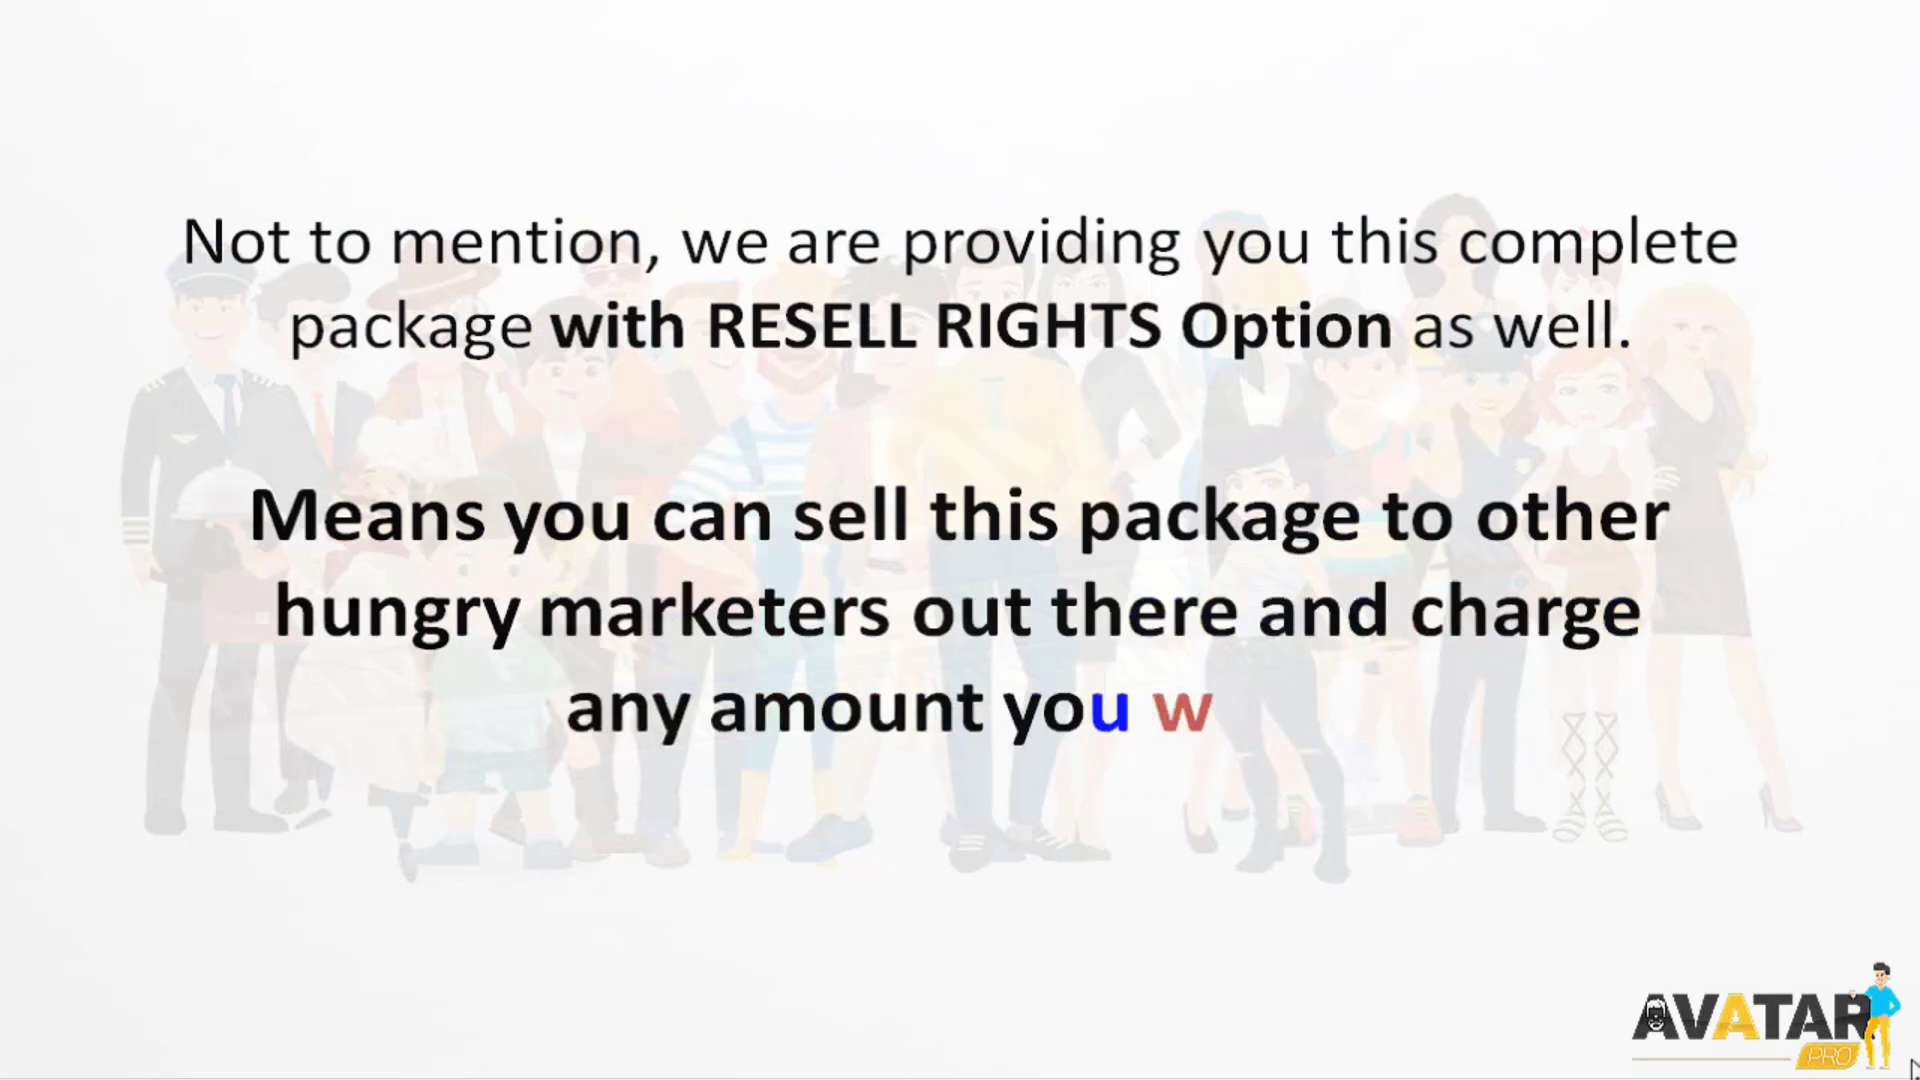 Not to mention, we are providing you this complete
package with RESELL RIGHTS Option as well.
Means you can sell this package to other
hungry marketers out there and charge
any amount you w
AVATAR
PRO